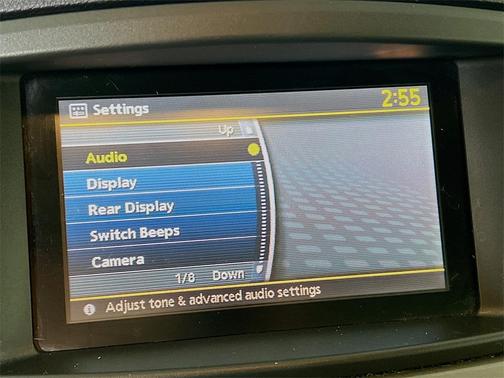 Settings
2:55
Up
Audio
Display
Rear Display
Switch Beeps
Camera
1/8 Down
Adjust tone & advanced audio settings